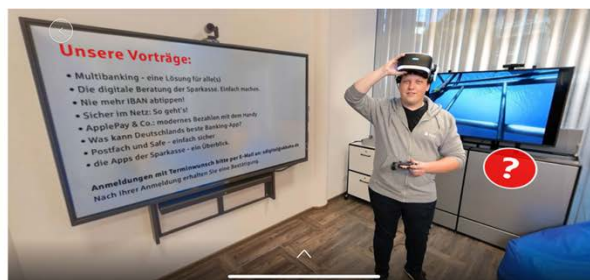 Unsere Vorträge:
• Multibanking - eine Lösung für alle(s)
• Die digitale Beratung der Sparkasse. Einfach machen.
• Nie mehr IBAN abtippen!
• Sicher im Netz: So geht's!
• ApplePay & Co.: modernes Bezahlen mit dem Handy
• Was kann Deutschlands beste Banking-App?
• Postfach und Safe - einfach sicher
• die Apps der Sparkasse - ein Überblick.
Anmeldungen mit Terminwunsch bitte per E-Mail an
Nach Ihrer Anmeldung erhalten Sie eine Bestätigung.
?